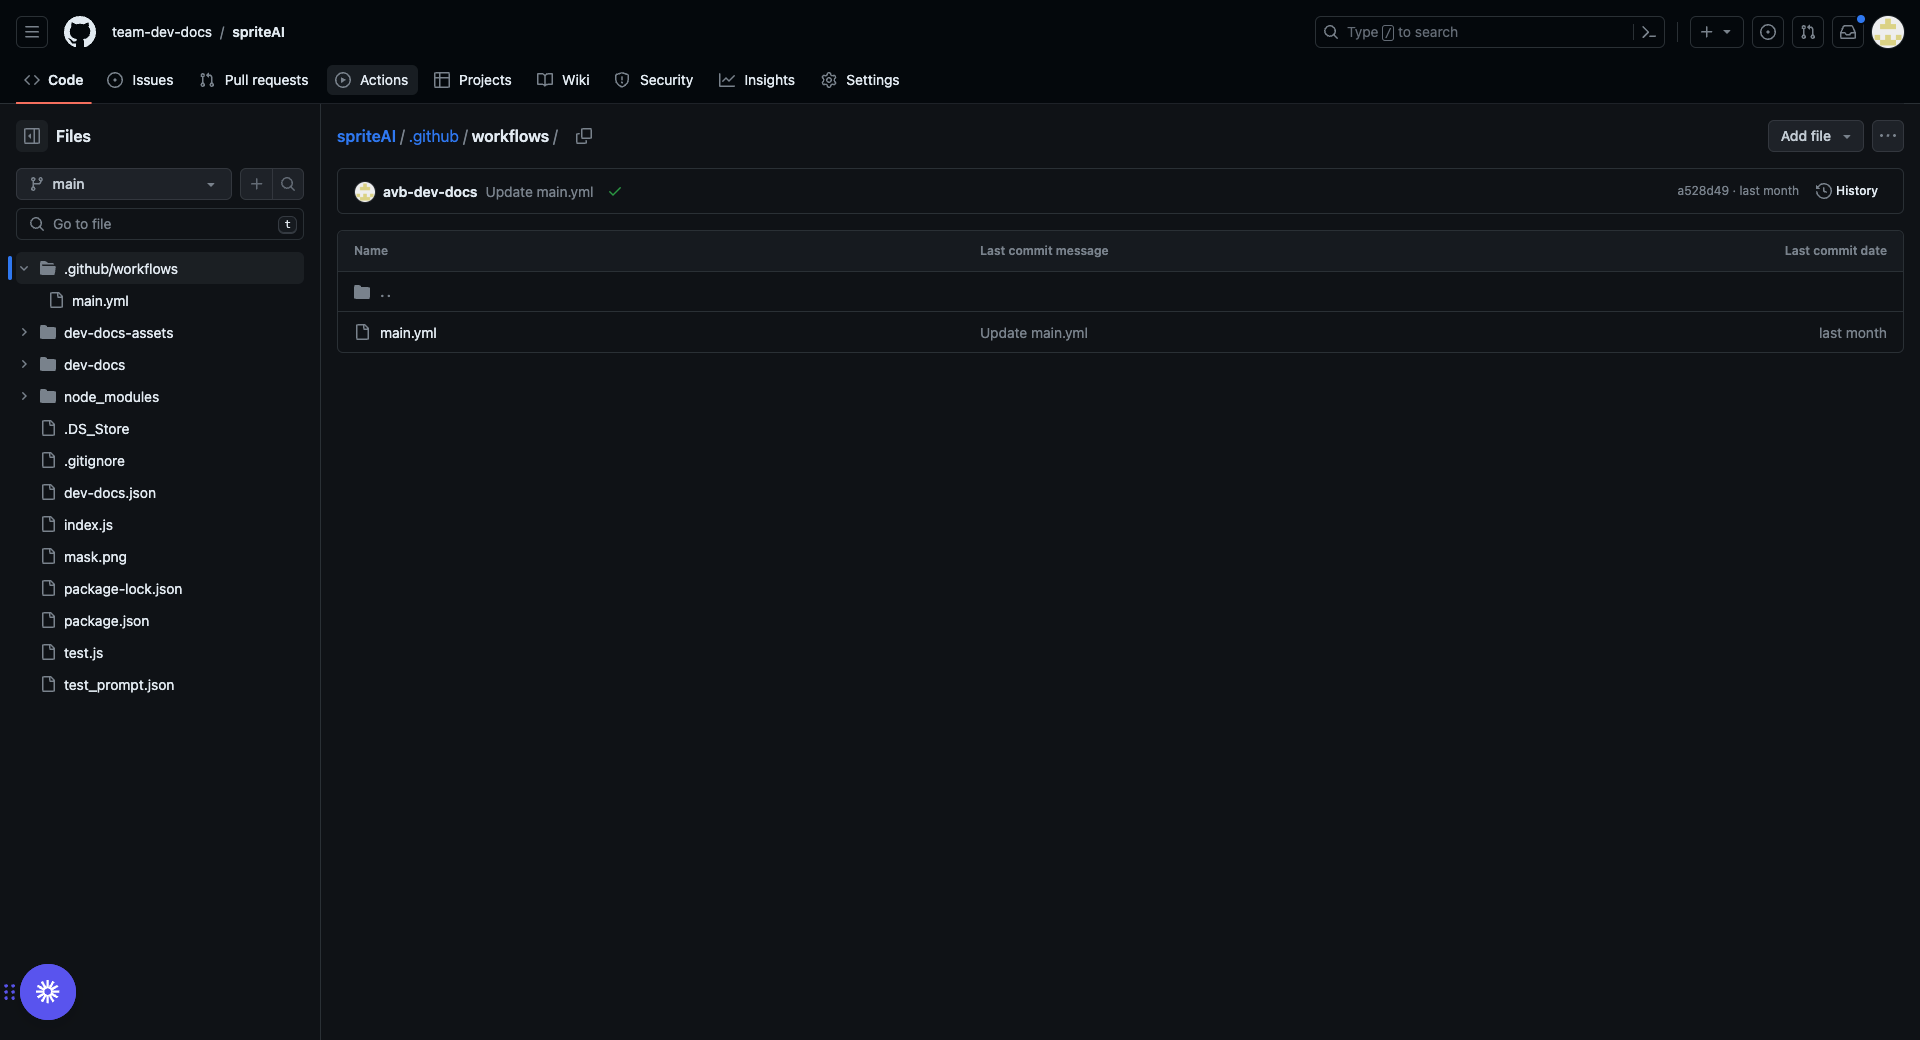 team-dev-docs / spriteAI
Type / to search
Code Issues Pull requests Actions Projects Wiki Security Insights Settings
Files
main
Go to file t
.github/workflows
main.yml
dev-docs-assets
dev-docs
node_modules
.DS_Store
.gitignore
dev-docs.json
index.js
mask.png
package-lock.json
package.json
test.js
test_prompt.json
spriteAI / .github / workflows /
Add file
avb-dev-docs Update main.yml
a528d49 · last month History
Name Last commit message Last commit date
..
main.yml Update main.yml last month